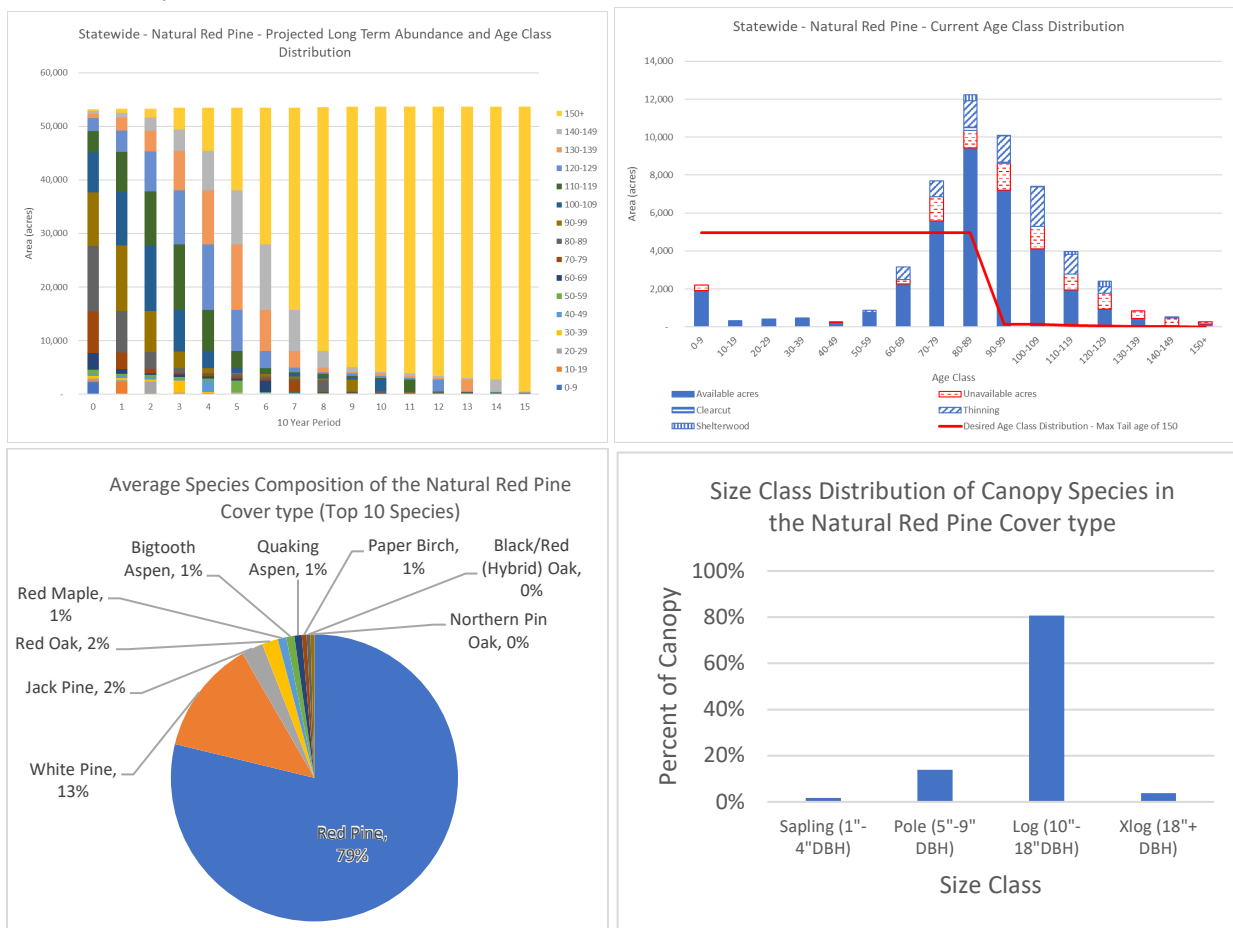 Statewide - Natural Red Pine - Projected Long Term Abundance and Age Class
Distribution
60,000
50,000
40,000
30,000
20,000
10,000
-
Area (acres)
0 1 2 3 4 5 6 7 8 9 10 11 12 13 14 15
10 Year Period
150+
140-149
130-139
120-129
110-119
100-109
90-99
80-89
70-79
60-69
50-59
40-49
30-39
20-29
10-19
0-9
Statewide - Natural Red Pine - Current Age Class Distribution
14,000
12,000
10,000
8,000
6,000
4,000
2,000
-
Area (acres)
0-9 10-19 20-29 30-39 40-49 50-59 60-69 70-79 80-89 90-99 100-109 110-119 120-129 130-139 140-149 150+
Age Class
Available acres
Unavailable acres
Clearcut
Thinning
Shelterwood
Desired Age Class Distribution - Max Tail age of 150
Average Species Composition of the Natural Red Pine
Cover type (Top 10 Species)
Bigtooth
Aspen, 1%
Quaking
Aspen, 1%
Paper Birch,
1%
Black/Red
(Hybrid) Oak,
0%
Northern Pin
Oak, 0%
Red Maple,
1%
Red Oak, 2%
Jack Pine, 2%
White Pine,
13%
Red Pine,
79%
Size Class Distribution of Canopy Species in
the Natural Red Pine Cover type
100%
80%
60%
40%
20%
0%
Percent of Canopy
Sapling (1"-
4"DBH)
Pole (5"-9"
DBH)
Log (10"-
18"DBH)
Xlog (18"+
DBH)
Size Class